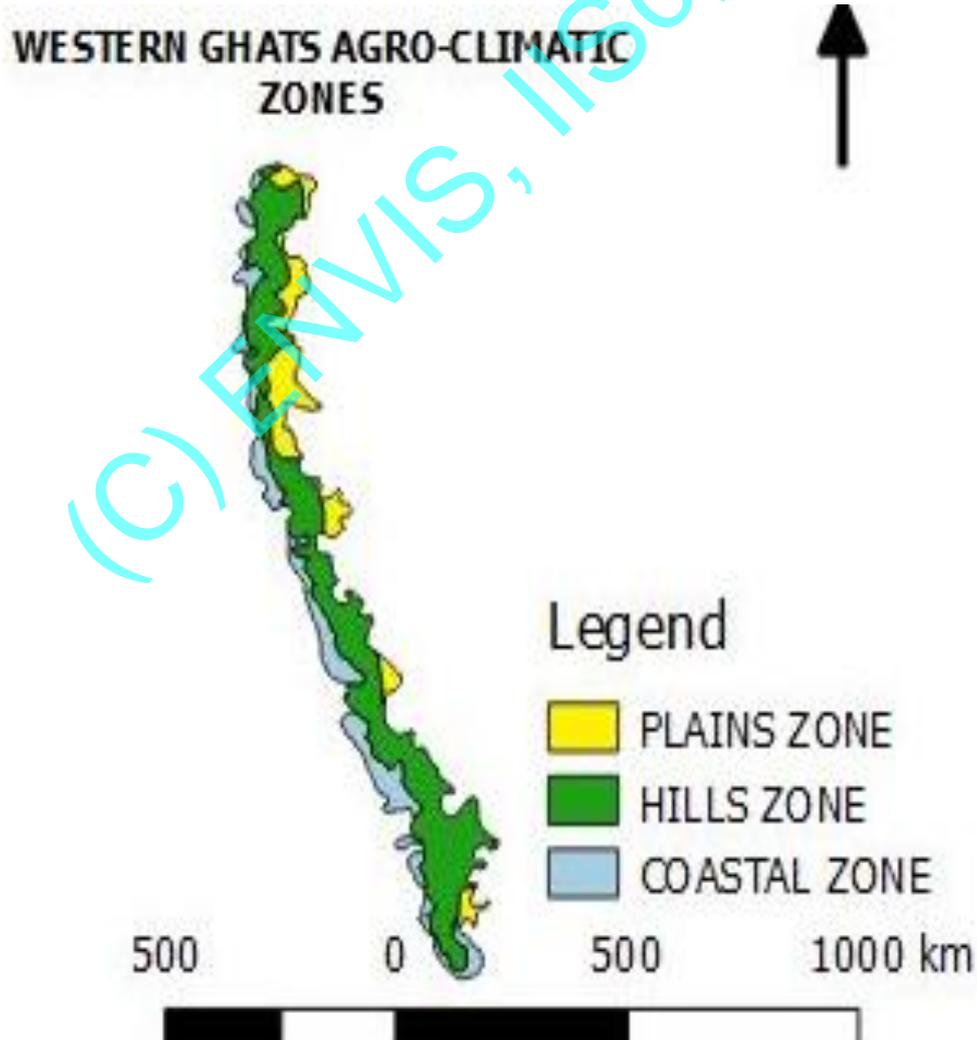 WESTERN GHATS AGRO-CLIMATIC
ZONES
(C) ENVIS, IISc
Legend
PLAINS ZONE
HILLS ZONE
COASTAL ZONE
500 0 500 1000 km